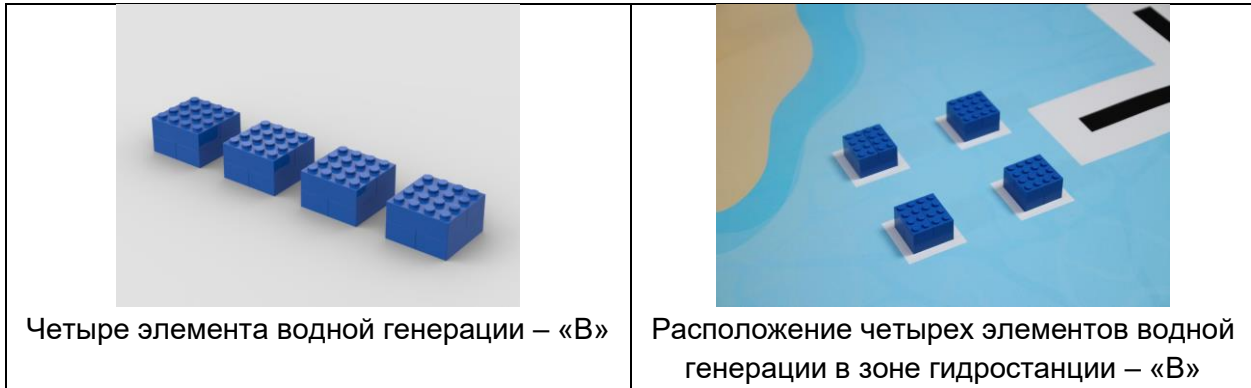 Четыре элемента водной генерации – «В»
Расположение четырех элементов водной
генерации в зоне гидростанции – «В»